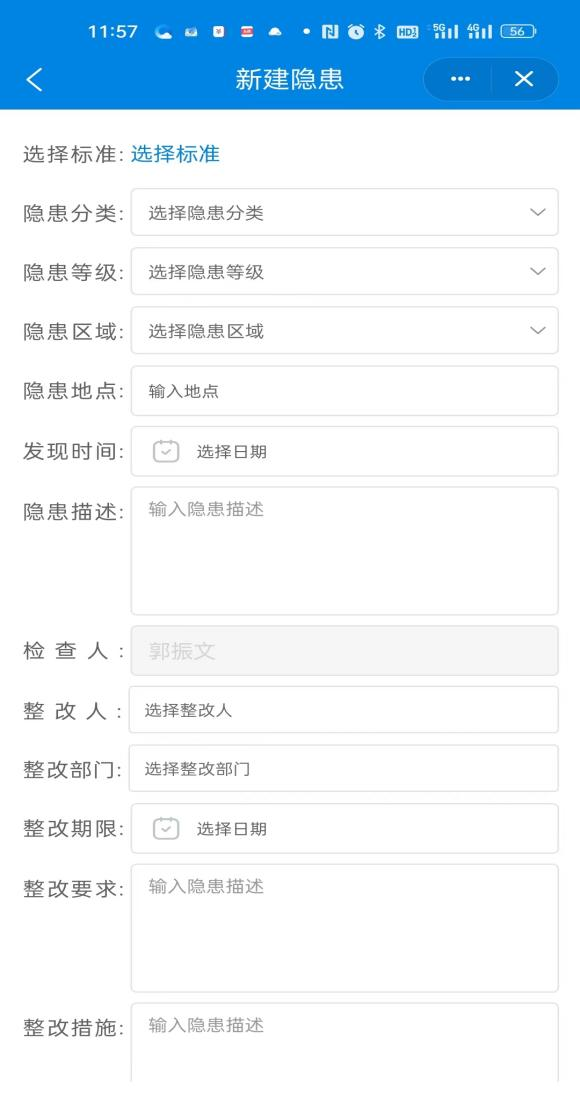 11:57 HD2 5G 4G 56
新建隐患
选择标准: 选择标准
隐患分类: 选择隐患分类
隐患等级: 选择隐患等级
隐患区域: 选择隐患区域
隐患地点: 输入地点
发现时间: 选择日期
隐患描述: 输入隐患描述
检 查 人 : 郭振文
整 改 人 : 选择整改人
整改部门: 选择整改部门
整改期限: 选择日期
整改要求: 输入隐患描述
整改措施: 输入隐患描述